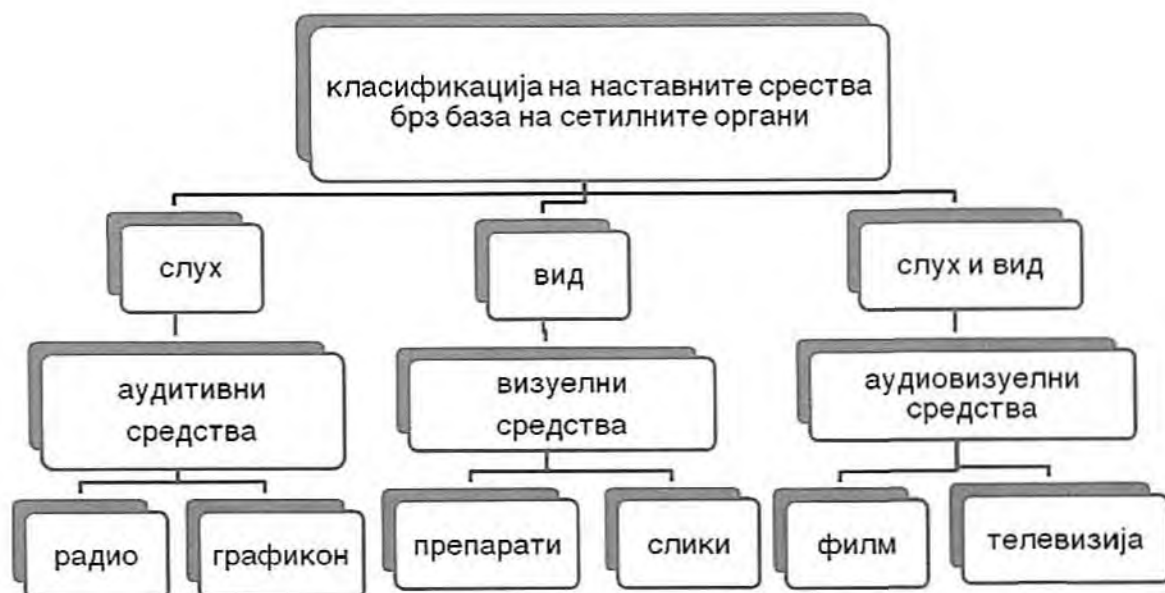 класификација на наставните срества
брз база на сетилните органи
слух
вид
слух и вид
аудитивни
средства
визуелни
средства
аудиовизуелни
средства
радио
графикон
препарати
слики
филм
телевизија